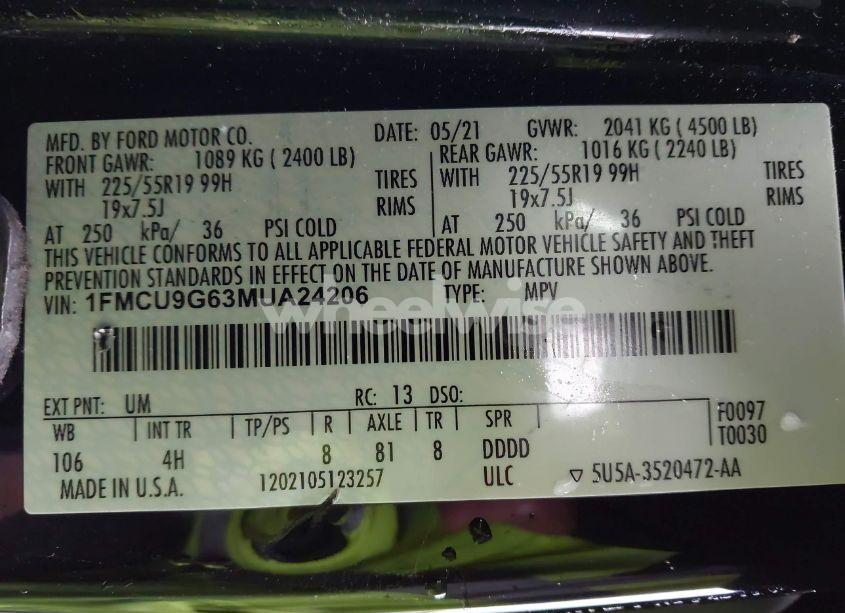 MFD. BY FORD MOTOR CO. DATE: 05/21 GVWR: 2041 KG ( 4500 LB)
FRONT GAWR: 1089 KG ( 2400 LB) REAR GAWR: 1016 KG ( 2240 LB)
WITH 225/55R19 99H TIRES WITH 225/55R19 99H TIRES
19x7.5J RIMS 19x7.5J RIMS
AT 250 kPa/ 36 PSI COLD AT 250 kPa/ 36 PSI COLD
THIS VEHICLE CONFORMS TO ALL APPLICABLE FEDERAL MOTOR VEHICLE SAFETY AND THEFT
PREVENTION STANDARDS IN EFFECT ON THE DATE OF MANUFACTURE SHOWN ABOVE.
VIN: 1FMCU9G63MUA24206 TYPE: MPV
wheelwise
EXT PNT: UM RC: 13 DSO:
WB INT TR TP/PS R AXLE TR SPR F0097
106 4H 8 81 8 DDDD T0030
MADE IN U.S.A. 1202105123257 ULC ▽ 5U5A-3520472-AA